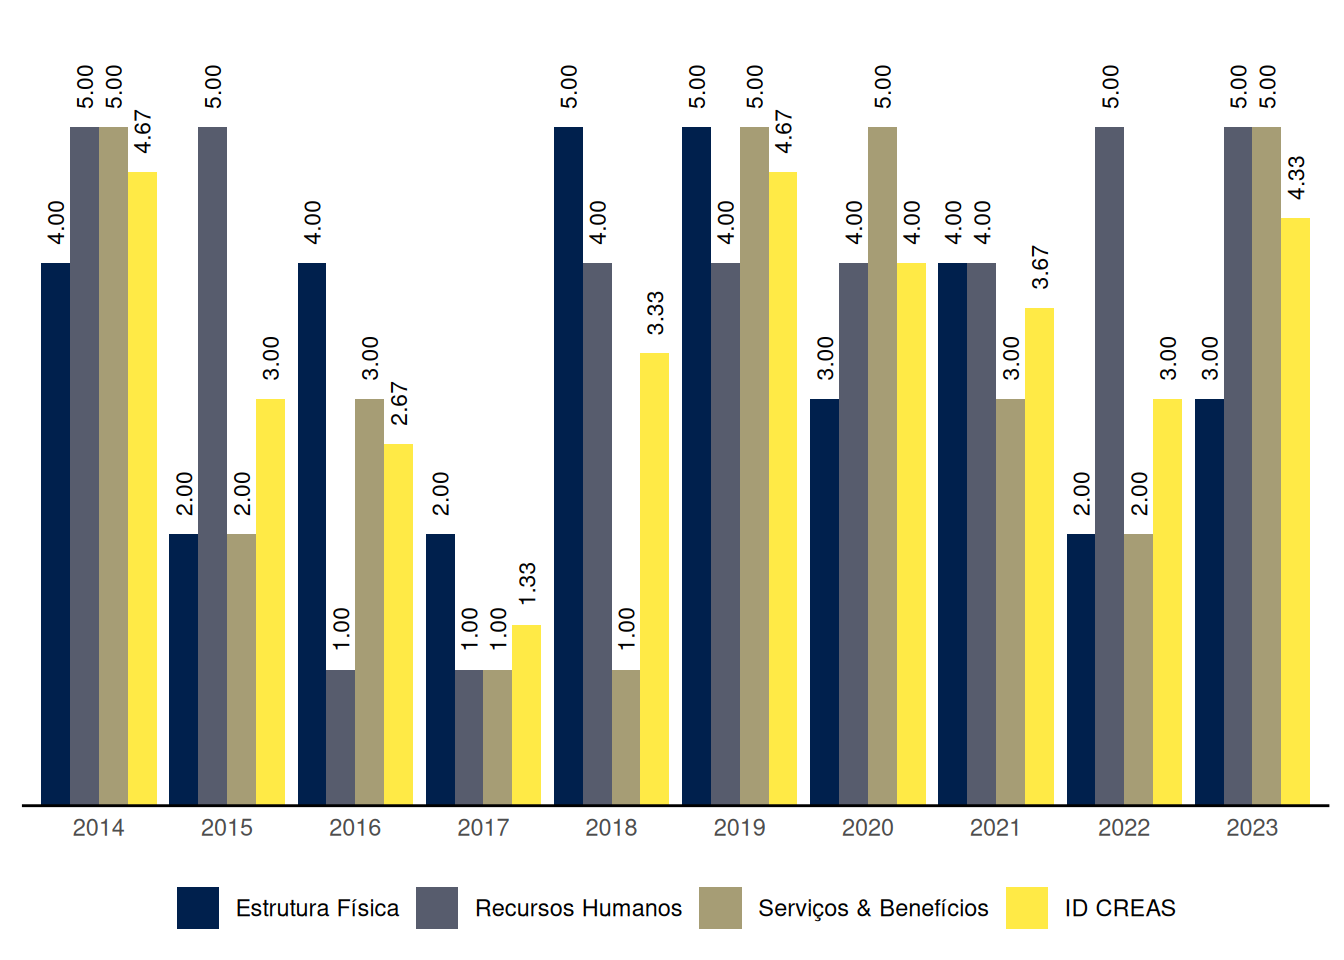 4.00 5.00 5.00 4.67
2.00 5.00 2.00 3.00
4.00 1.00 3.00 2.67
2.00 1.00 1.00 1.33
5.00 4.00 1.00 3.33
5.00 4.00 5.00 4.67
3.00 4.00 5.00 4.00
4.00 4.00 3.00 3.67
2.00 5.00 2.00 3.00
3.00 5.00 5.00 4.33
2014 2015 2016 2017 2018 2019 2020 2021 2022 2023
Estrutura Física Recursos Humanos Serviços & Benefícios ID CREAS